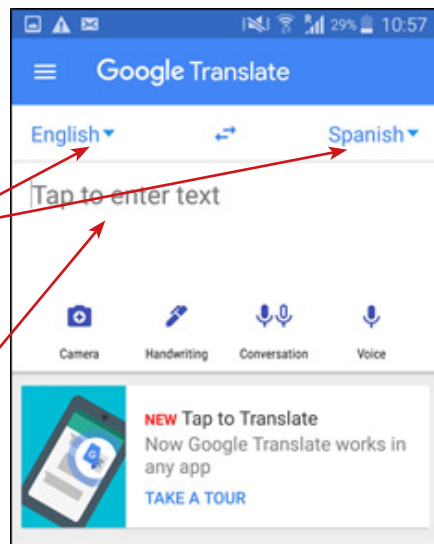 29% 10:57
Google Translate
English Spanish
Tap to enter text
Camera Handwriting Conversation Voice
NEW Tap to Translate
Now Google Translate works in
any app
TAKE A TOUR